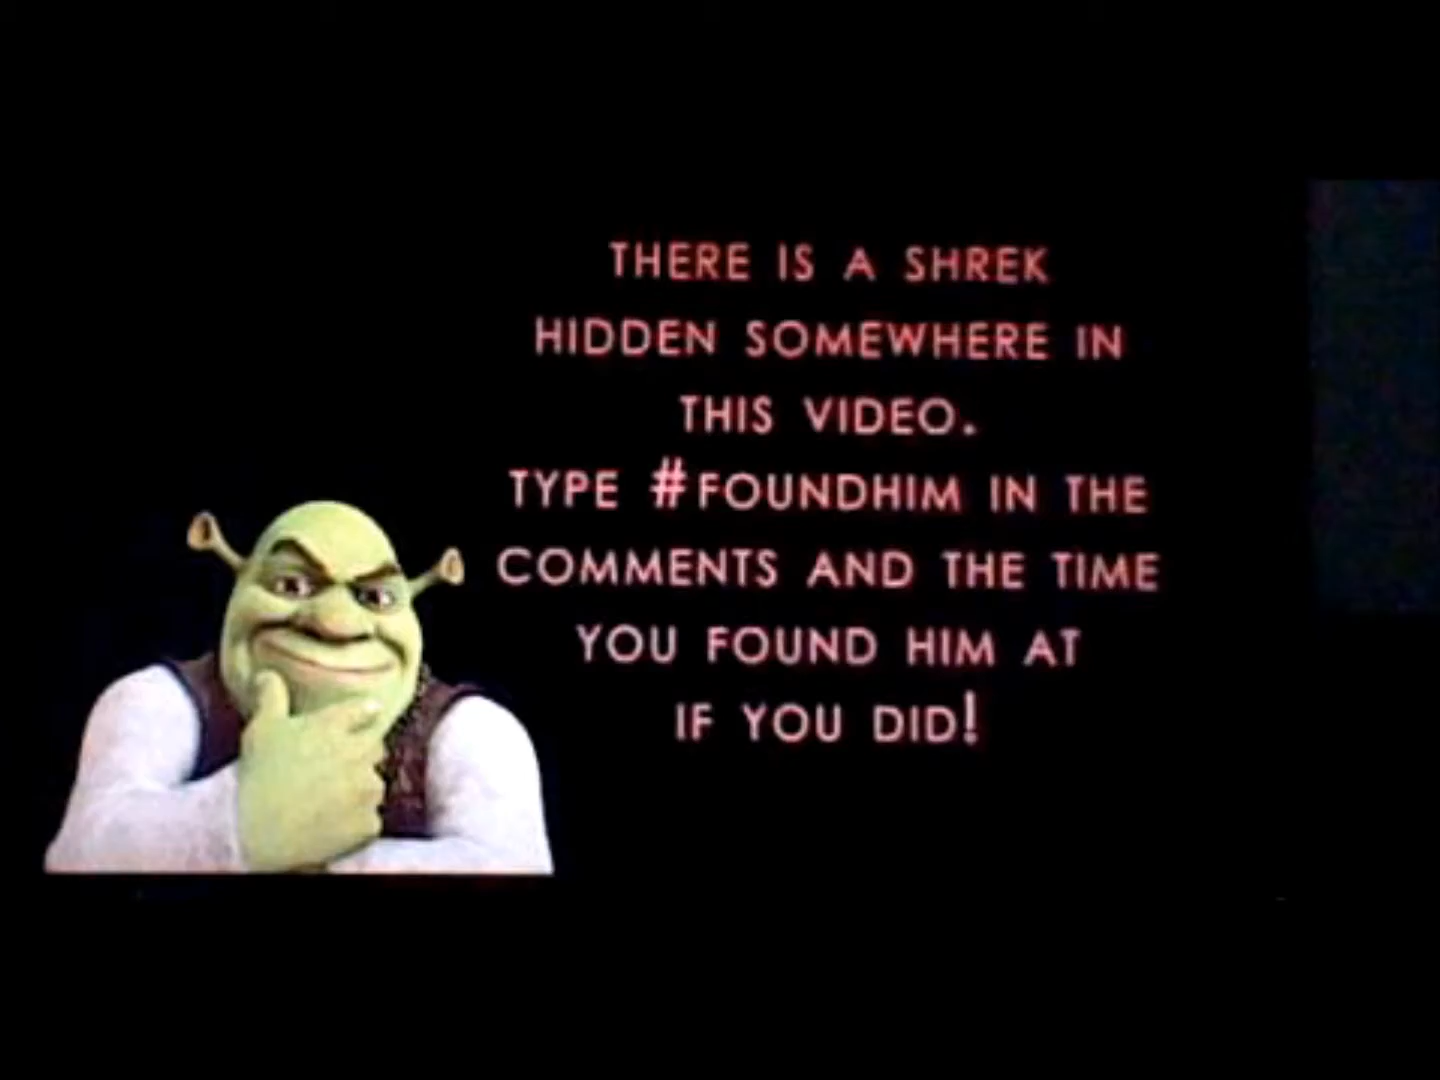 THERE IS A SHREK
HIDDEN SOMEWHERE IN
THIS VIDEO.
TYPE #FOUNDHIM IN THE
COMMENTS AND THE TIME
YOU FOUND HIM AT
IF YOU DID!